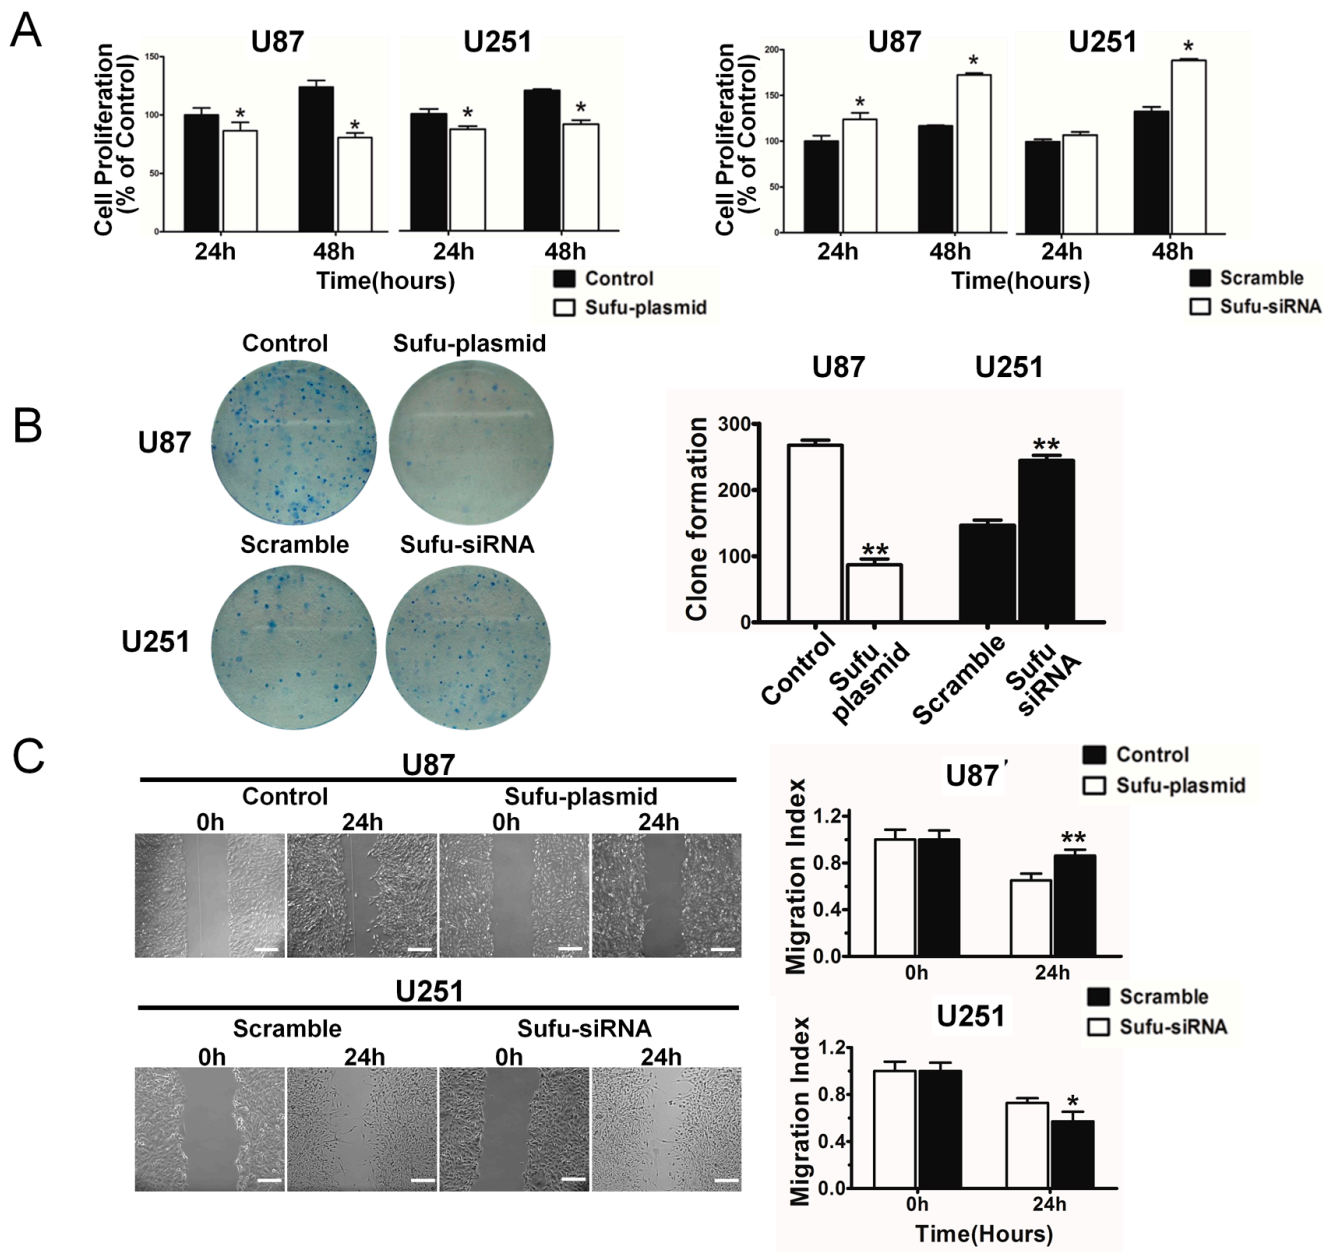 A
U87 U251
Cell Proliferation
(% of Control)
150
100
50
0
* * * *
24h 48h 24h 48h
Time(hours)
Control
Sufu-plasmid
U87 U251
Cell Proliferation
(% of Control)
200
150
100
50
0
* * *
24h 48h 24h 48h
Time(hours)
Scramble
Sufu-siRNA
B
Control Sufu-plasmid
U87
Scramble Sufu-siRNA
U251
U87 U251
Clone formation
300
200
100
0
** **
Control
Sufu
plasmid
Scramble
Sufu
siRNA
C
U87
Control Sufu-plasmid
0h 24h 0h 24h
U251
Scramble Sufu-siRNA
0h 24h 0h 24h
Control
Sufu-plasmid
U87 ′
Migration Index
1.2
0.8
0.4
0.0
**
0h 24h
Scramble
Sufu-siRNA
U251
Migration Index
1.2
0.8
0.4
0.0
*
0h 24h
Time(Hours)